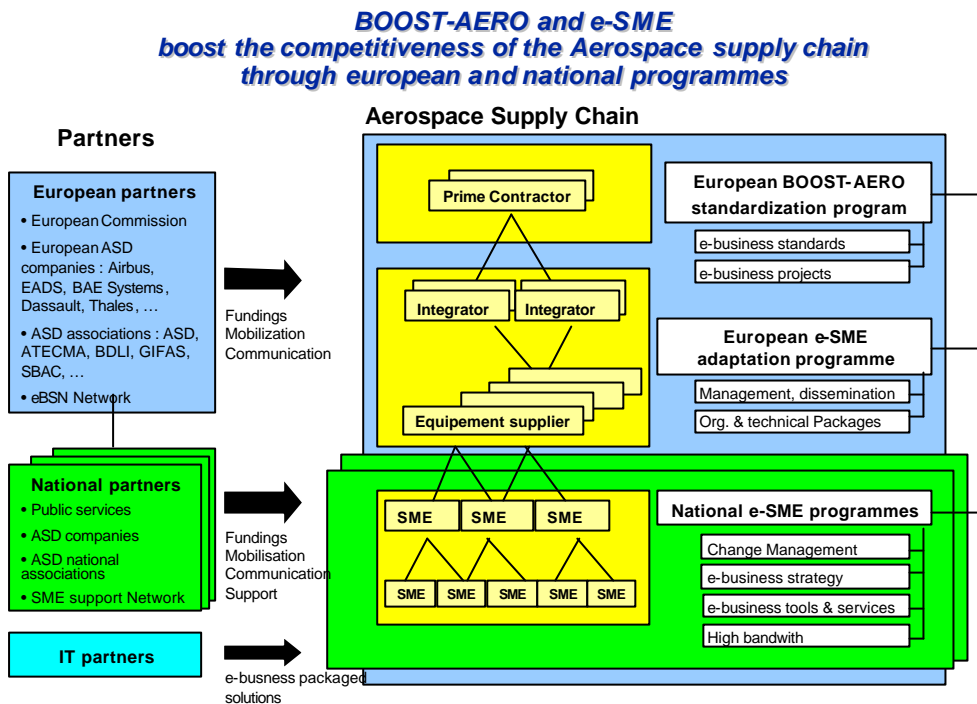 BOOST-AERO and e-SME
boost the competitiveness of the Aerospace supply chain
through european and national programmes
Partners
European partners
• European Commission
• European ASD
companies : Airbus,
EADS, BAE Systems,
Dassault, Thales, …
• ASD associations : ASD,
ATECMA, BDLI, GIFAS,
SBAC, …
• eBSN Network
National partners
• Public services
• ASD companies
• ASD national
associations
• SME support Network
IT partners
Fundings
Mobilization
Communication
Fundings
Mobilisation
Communication
Support
e-busness packaged
solutions
Aerospace Supply Chain
Prime Contractor
Integrator
Integrator
Equipement supplier
SME
SME
SME
SME
SME
SME
SME
SME
European BOOST-AERO
standardization program
e-business standards
e-business projects
European e-SME
adaptation programme
Management, dissemination
Org. & technical Packages
National e-SME programmes
Change Management
e-business strategy
e-business tools & services
High bandwith